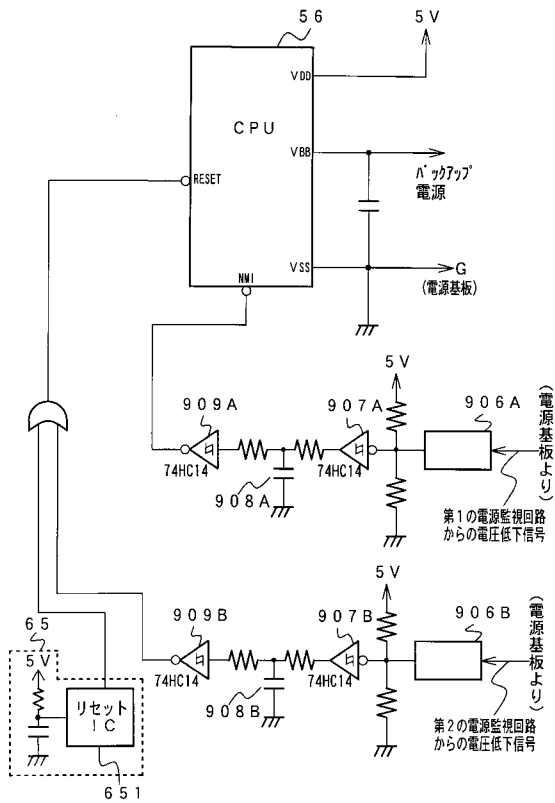 56
5V
VDD
CPU
VBB
バックアップ
電源
RESET
VSS
G
(電源基板)
NMI
5V
909A
907A
906A
(電源基板より)
74HC14
74HC14
908A
第1の電源監視回路
からの電圧低下信号
5V
909B
907B
906B
(電源基板より)
65
5V
74HC14
74HC14
リセット
IC
908B
第2の電源監視回路
からの電圧低下信号
651